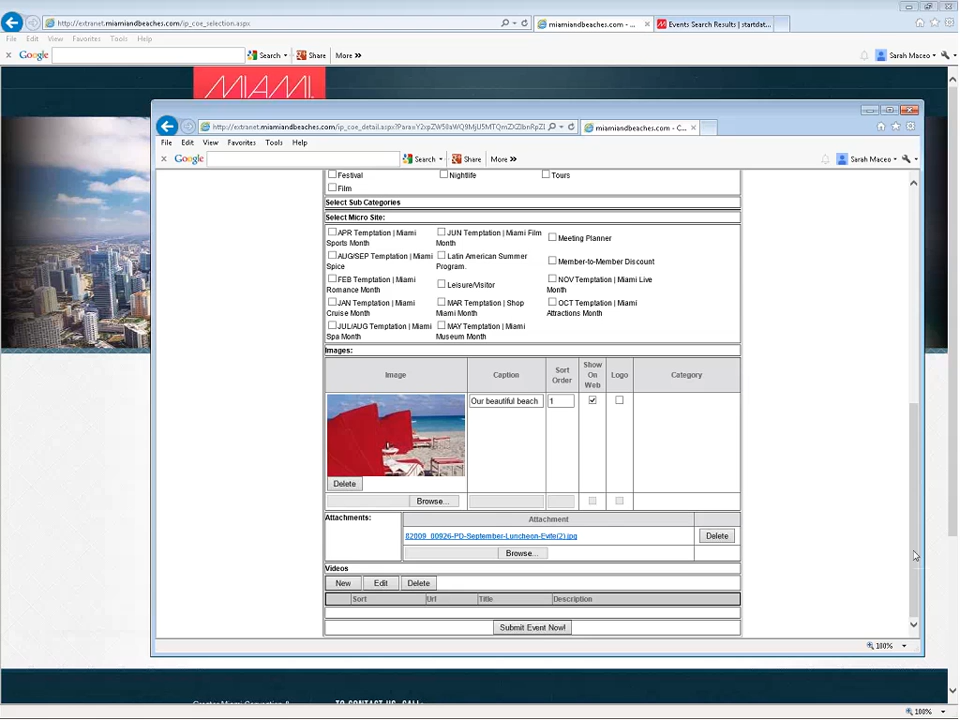 http://extranet.miamiandbeaches.com/ip_coe_selection.aspx
miamiandbeaches.com - ...
Events Search Results | startdat...
File Edit View Favorites Tools Help
Google Search Share More »
Sarah Maceo
MIAMI
miamiandbeaches.com - C...
File Edit View Favorites Tools Help
Google Search Share More »
Sarah Maceo
Festival Nightlife Tours
Film
Select Sub Categories
Select Micro Site:
APR Temptation | Miami Sports Month
JUN Temptation | Miami Film Month
Meeting Planner
AUG/SEP Temptation | Miami Spice
Latin American Summer Program.
Member-to-Member Discount
FEB Temptation | Miami Romance Month
Leisure/Visitor
NOV Temptation | Miami Live Month
JAN Temptation | Miami Cruise Month
MAR Temptation | Shop Miami Month
OCT Temptation | Miami Attractions Month
JUL/AUG Temptation | Miami Spa Month
MAY Temptation | Miami Museum Month
Images:
Image Caption Sort Order Show On Web Logo Category
Our beautiful beach 1
Delete
Browse...
Attachments: Attachment
82009_00926-PD-September-Luncheon-Evite(2).jpg Delete
Browse...
Videos
New Edit Delete
Sort Url Title Description
Submit Event Now!
100%
100%